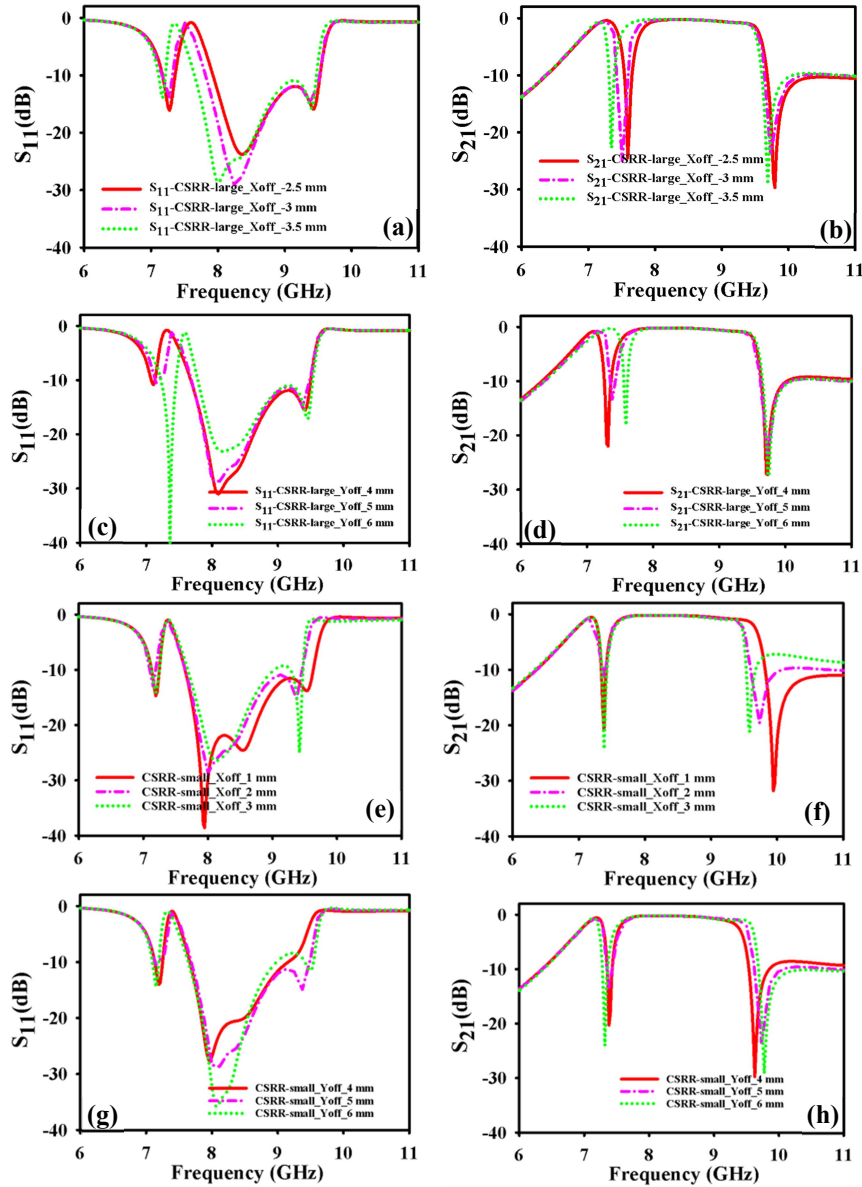 0
-10
-20
-30
-40
S11(dB)
S11-CSRR-large_Xoff_-2.5 mm
S11-CSRR-large_Xoff_-3 mm
S11-CSRR-large_Xoff_-3.5 mm
(a)
6 7 8 9 10 11
Frequency (GHz)
0
-10
-20
-30
-40
S21(dB)
S21-CSRR-large_Xoff_-2.5 mm
S21-CSRR-large_Xoff_-3 mm
S21-CSRR-large_Xoff_-3.5 mm
(b)
6 7 8 9 10 11
Frequency (GHz)
0
-10
-20
-30
-40
S11(dB)
S11-CSRR-large_Yoff_4 mm
S11-CSRR-large_Yoff_5 mm
S11-CSRR-large_Yoff_6 mm
(c)
6 7 8 9 10 11
Frequency (GHz)
0
-10
-20
-30
-40
S21(dB)
S21-CSRR-large_Yoff_4 mm
S21-CSRR-large_Yoff_5 mm
S21-CSRR-large_Yoff_6 mm
(d)
6 7 8 9 10 11
Frequency (GHz)
0
-10
-20
-30
-40
S11(dB)
CSRR-small_Xoff_1 mm
CSRR-small_Xoff_2 mm
CSRR-small_Xoff_3 mm
(e)
6 7 8 9 10 11
Frequency (GHz)
0
-10
-20
-30
-40
S21(dB)
CSRR-small_Xoff_1 mm
CSRR-small_Xoff_2 mm
CSRR-small_Xoff_3 mm
(f)
6 7 8 9 10 11
Frequency (GHz)
0
-10
-20
-30
-40
S11(dB)
CSRR-small_Yoff_4 mm
CSRR-small_Yoff_5 mm
CSRR-small_Yoff_6 mm
(g)
6 7 8 9 10 11
Frequency (GHz)
0
-10
-20
-30
-40
S21(dB)
CSRR-small_Yoff_4 mm
CSRR-small_Yoff_5 mm
CSRR-small_Yoff_6 mm
(h)
6 7 8 9 10 11
Frequency (GHz)